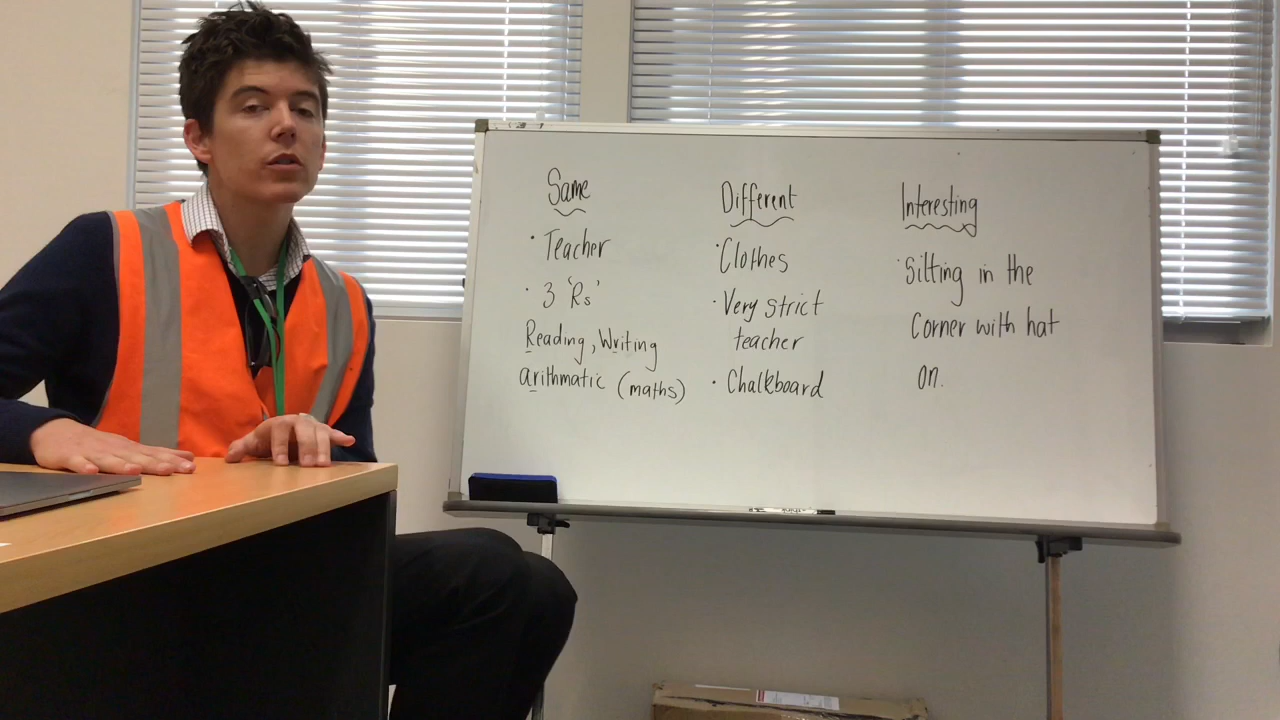 Same
· Teacher
· 3 'Rs'
Reading, Writing
arithmatic (maths)
Different
· Clothes
· Very strict
teacher
· Chalkboard
Interesting
· Sitting in the
Corner with hat
on.